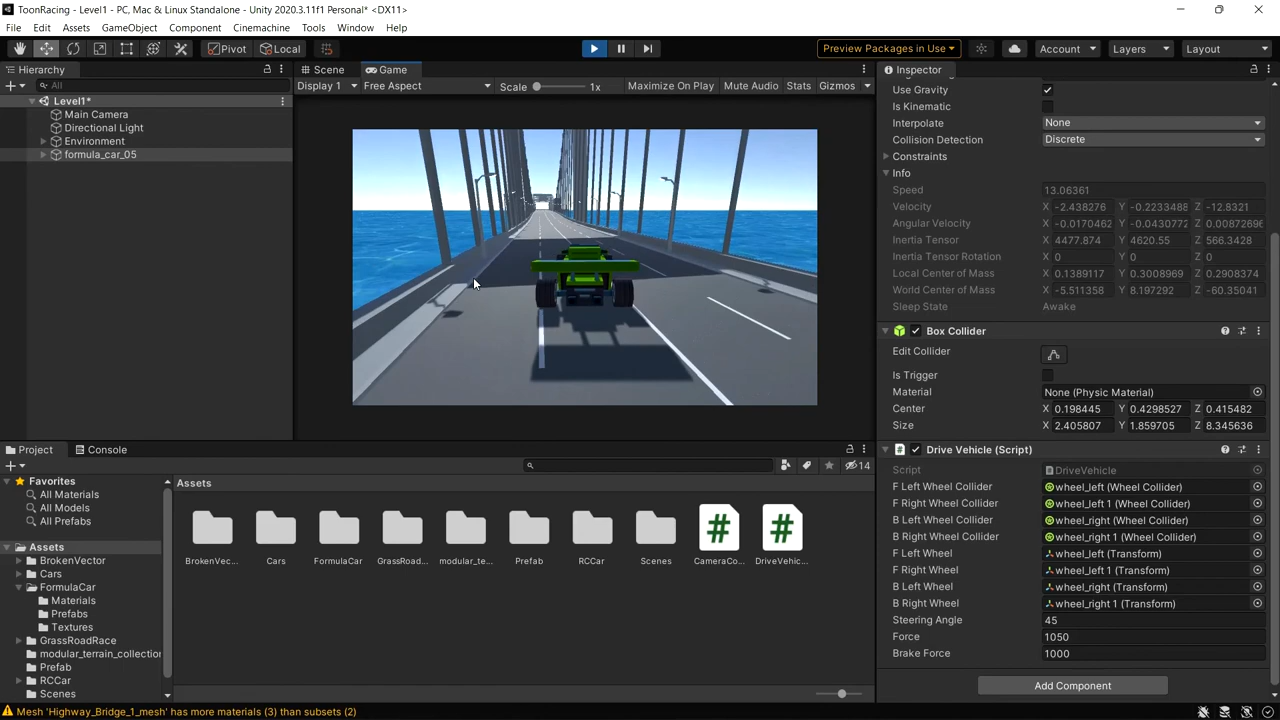 ToonRacing - Level1 - PC, Mac & Linux Standalone - Unity 2020.3.11f1 Personal* <DX11>
File Edit Assets GameObject Component Cinemachine Tools Window Help
Pivot Local Preview Packages in Use Account Layers Layout
Hierarchy
All
Level1*
Main Camera
Directional Light
Environment
formula_car_05
Scene Game
Display 1 Free Aspect Scale 1x Maximize On Play Mute Audio Stats Gizmos
Inspector
Use Gravity
Is Kinematic
Interpolate None
Collision Detection Discrete
Constraints
Info
Speed 13.06361
Velocity X -2.438276 Y -0.2233488 Z -12.8321
Angular Velocity X -0.0170462 Y -0.0430772 Z 0.00872696
Inertia Tensor X 4477.874 Y 4620.55 Z 566.3428
Inertia Tensor Rotation X 0 Y 0 Z 0
Local Center of Mass X 0.1389117 Y 0.3008969 Z 0.2908374
World Center of Mass X -5.511358 Y 8.197292 Z -60.35041
Sleep State Awake
Box Collider
Edit Collider
Is Trigger
Material None (Physic Material)
Center X 0.198445 Y 0.4298527 Z 0.415482
Size X 2.405807 Y 1.859705 Z 8.345636
# Drive Vehicle (Script)
Script DriveVehicle
F Left Wheel Collider wheel_left (Wheel Collider)
F Right Wheel Collider wheel_left 1 (Wheel Collider)
B Left Wheel Collider wheel_right (Wheel Collider)
B Right Wheel Collider wheel_right 1 (Wheel Collider)
F Left Wheel wheel_left (Transform)
F Right Wheel wheel_left 1 (Transform)
B Left Wheel wheel_right (Transform)
B Right Wheel wheel_right 1 (Transform)
Steering Angle 45
Force 1050
Brake Force 1000
Add Component
Project Console
14
Favorites
All Materials
All Models
All Prefabs
Assets
BrokenVector
Cars
FormulaCar
Materials
Prefabs
Textures
GrassRoadRace
modular_terrain_collection
Prefab
RCCar
Scenes
Assets
# #
BrokenVec... Cars FormulaCar GrassRoad... modular_te... Prefab RCCar Scenes CameraCo... DriveVehic...
Mesh 'Highway_Bridge_1_mesh' has more materials (3) than subsets (2)